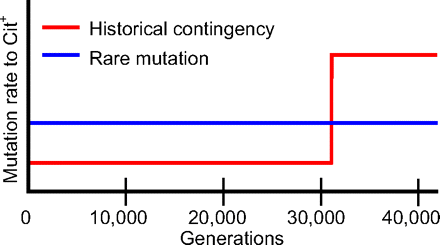 Mutation rate to Cit+
Historical contingency
Rare mutation
0
10,000
20,000
30,000
40,000
Generations